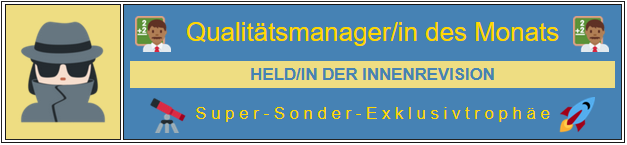 Qualitätsmanager/in des Monats
HELD/IN DER INNENREVISION
Super-Sonder-Exklusivtrophäe